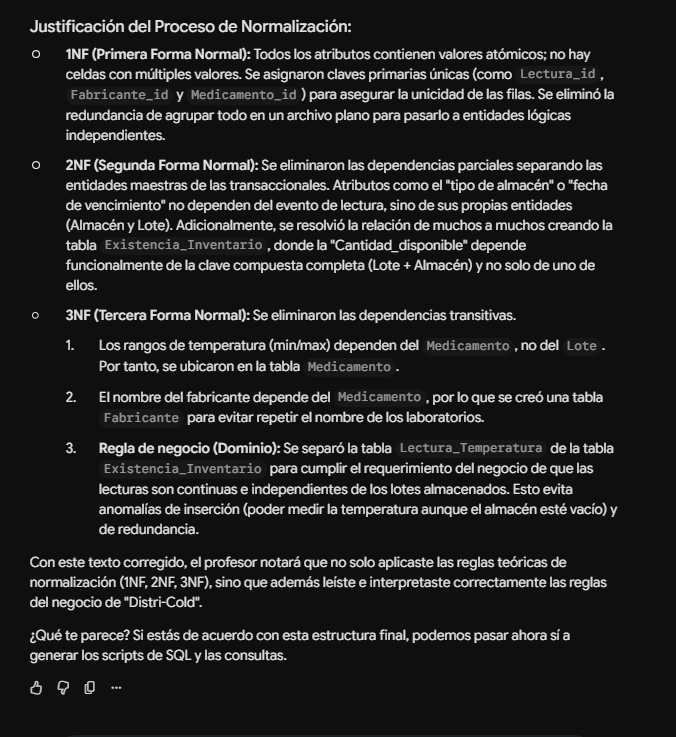 Justificación del Proceso de Normalización:
1NF (Primera Forma Normal): Todos los atributos contienen valores atómicos; no hay
celdas con múltiples valores. Se asignaron claves primarias únicas (como Lectura_id ,
Fabricante_id y Medicamento_id ) para asegurar la unicidad de las filas. Se eliminó la
redundancia de agrupar todo en un archivo plano para pasarlo a entidades lógicas
independientes.
2NF (Segunda Forma Normal): Se eliminaron las dependencias parciales separando las
entidades maestras de las transaccionales. Atributos como el "tipo de almacén" o "fecha
de vencimiento" no dependen del evento de lectura, sino de sus propias entidades
(Almacén y Lote). Adicionalmente, se resolvió la relación de muchos a muchos creando la
tabla Existencia_Inventario , donde la "Cantidad_disponible" depende
funcionalmente de la clave compuesta completa (Lote + Almacén) y no solo de uno de
ellos.
3NF (Tercera Forma Normal): Se eliminaron las dependencias transitivas.
1. Los rangos de temperatura (min/max) dependen del Medicamento , no del Lote .
Por tanto, se ubicaron en la tabla Medicamento .
2. El nombre del fabricante depende del Medicamento , por lo que se creó una tabla
Fabricante para evitar repetir el nombre de los laboratorios.
3. Regla de negocio (Dominio): Se separó la tabla Lectura_Temperatura de la tabla
Existencia_Inventario para cumplir el requerimiento del negocio de que las
lecturas son continuas e independientes de los lotes almacenados. Esto evita
anomalías de inserción (poder medir la temperatura aunque el almacén esté vacío) y
de redundancia.
Con este texto corregido, el profesor notará que no solo aplicaste las reglas teóricas de
normalización (1NF, 2NF, 3NF), sino que además leíste e interpretaste correctamente las reglas
del negocio de "Distri-Cold".
¿Qué te parece? Si estás de acuerdo con esta estructura final, podemos pasar ahora sí a
generar los scripts de SQL y las consultas.